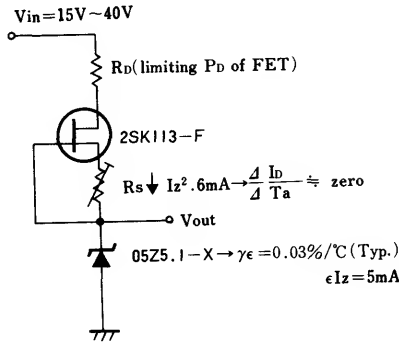 Vin=15V~40V
RD(limiting PD of FET)
2SK113-F
Rs↓ Iz².6mA→Δ ID/Δ Ta ≒ zero
Vout
05Z5.1-X→γϵ=0.03%/℃(Typ.)
ϵIz=5mA